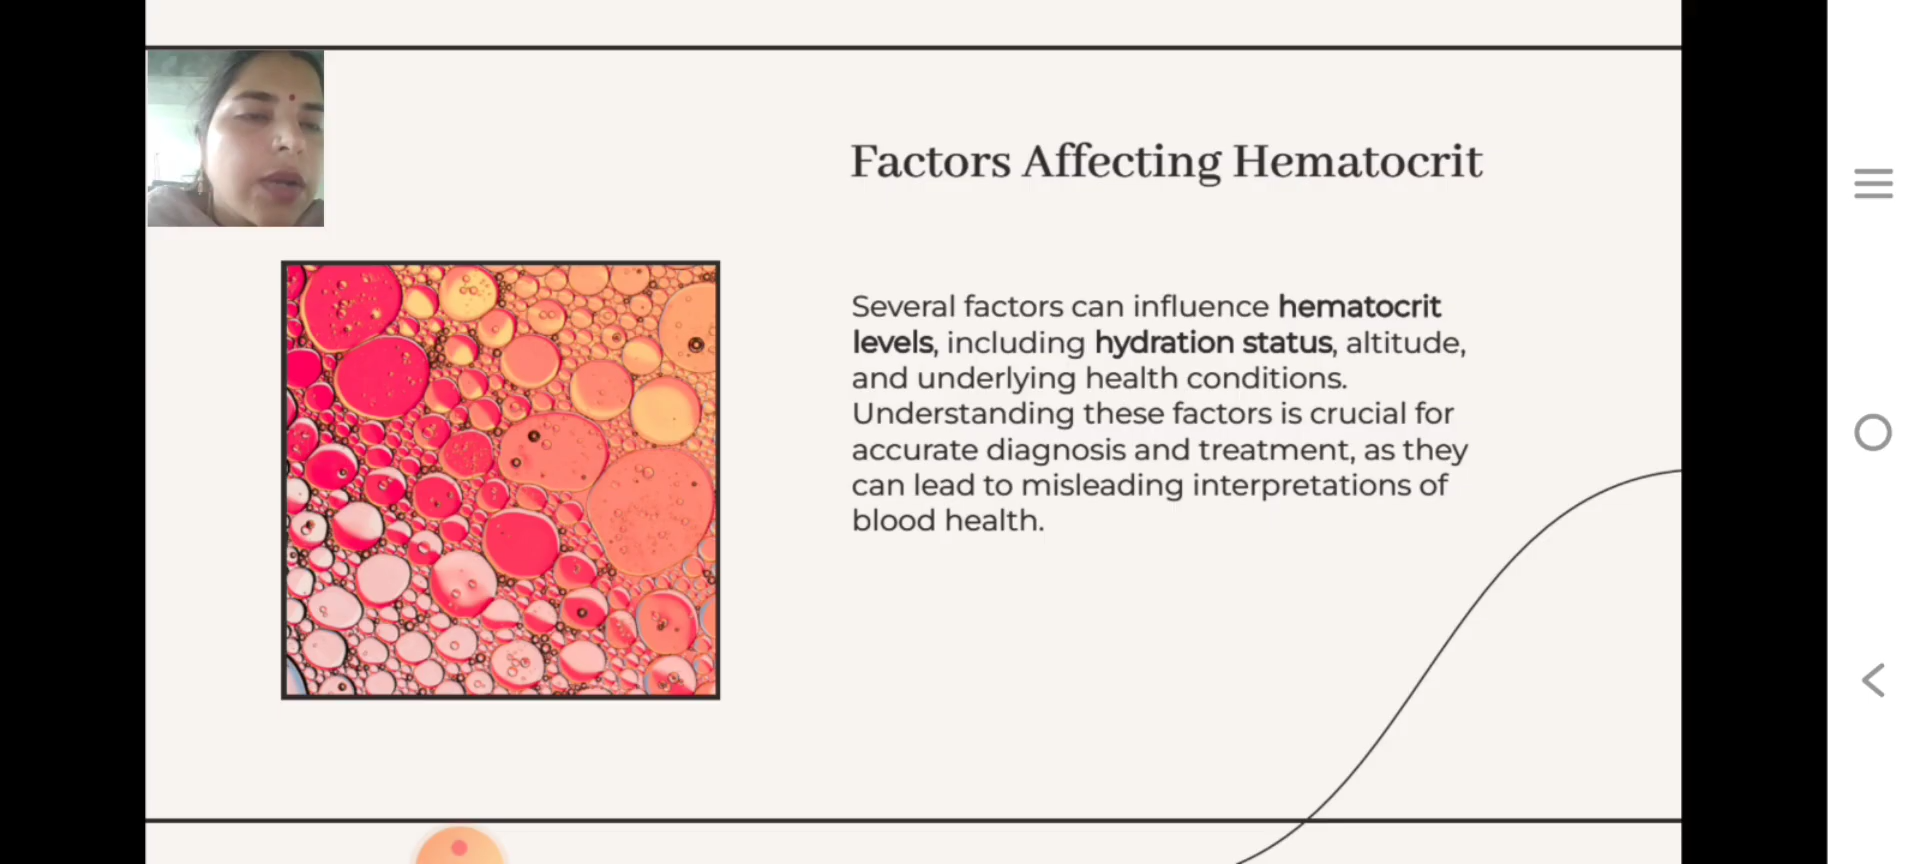 Factors Affecting Hematocrit
Several factors can influence hematocrit
levels, including hydration status, altitude,
and underlying health conditions.
Understanding these factors is crucial for
accurate diagnosis and treatment, as they
can lead to misleading interpretations of
blood health.